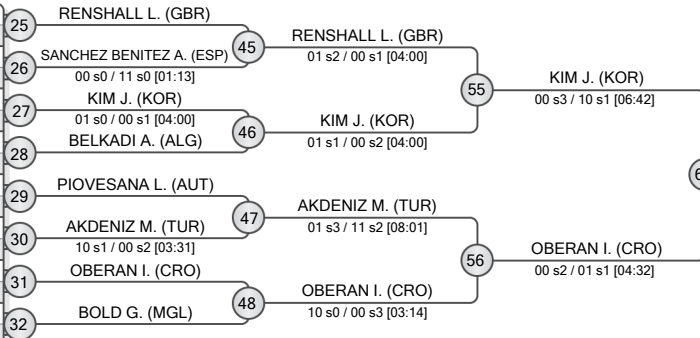 25
RENSHALL L. (GBR)
45
RENSHALL L. (GBR)
01 s2 / 00 s1 [04:00]
26
SANCHEZ BENITEZ A. (ESP)
00 s0 / 11 s0 [01:13]
55
KIM J. (KOR)
00 s3 / 10 s1 [06:42]
27
KIM J. (KOR)
01 s0 / 00 s1 [04:00]
46
KIM J. (KOR)
01 s1 / 00 s2 [04:00]
28
BELKADI A. (ALG)
29
PIOVESANA L. (AUT)
47
AKDENIZ M. (TUR)
01 s3 / 11 s2 [08:01]
30
AKDENIZ M. (TUR)
10 s1 / 00 s2 [03:31]
56
OBERAN I. (CRO)
00 s2 / 01 s1 [04:32]
31
OBERAN I. (CRO)
48
OBERAN I. (CRO)
10 s0 / 00 s3 [03:14]
32
BOLD G. (MGL)